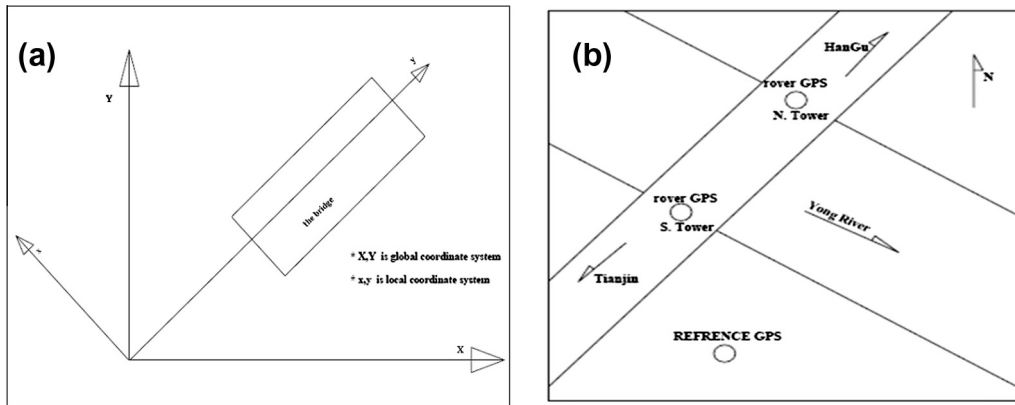 (a)
Y
y
the bridge
x
* X,Y is global coordinate system
* x,y is local coordinate system
X
(b)
HanGu
N
rover GPS
N. Tower
rover GPS
S. Tower
Yong River
Tianjin
REFRENCE GPS